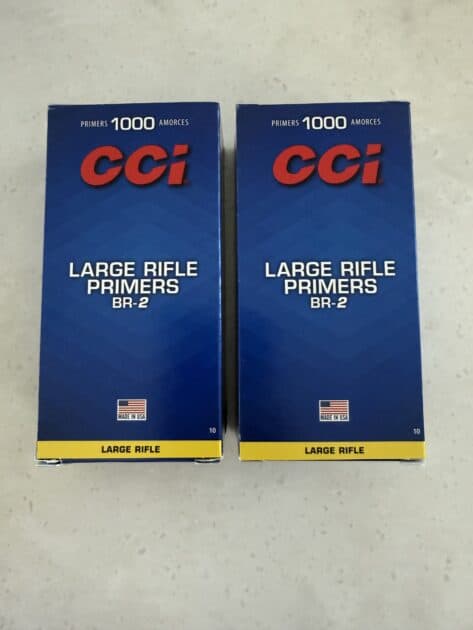 PRIMERS 1000 AMORCES
CCi
LARGE RIFLE
PRIMERS
BR-2
MADE IN USA
10
LARGE RIFLE
PRIMERS 1000 AMORCES
CCi
LARGE RIFLE
PRIMERS
BR-2
MADE IN USA
10
LARGE RIFLE